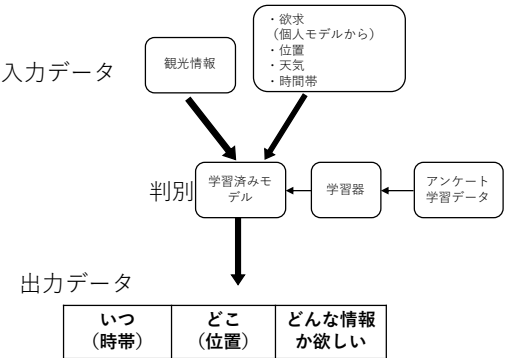 ・欲求
（個人モデルから）
・位置
・天気
・時間帯
観光情報
入力データ
判別
学習済みモ
デル
学習器
アンケート
学習データ
出力データ
いつ
（時帯）
どこ
（位置）
どんな情報
か欲しい